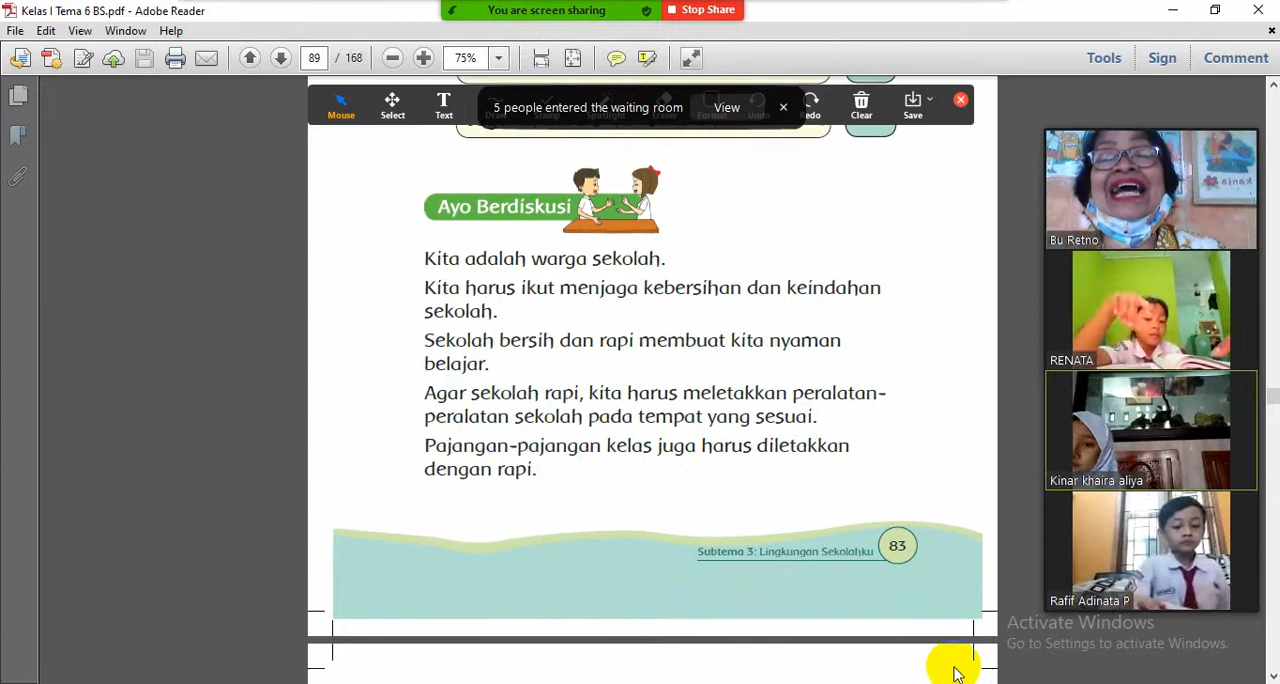 Kelas I Tema 6 BS.pdf - Adobe Reader
You are screen sharing
Stop Share
File Edit View Window Help
89 / 168
75%
Tools Sign Comment
Mouse
Select
Text
5 people entered the waiting room
View
Redo
Clear
Save
Ayo Berdiskusi
Kita adalah warga sekolah.
Kita harus ikut menjaga kebersihan dan keindahan
sekolah.
Sekolah bersih dan rapi membuat kita nyaman
belajar.
Agar sekolah rapi, kita harus meletakkan peralatan-
peralatan sekolah pada tempat yang sesuai.
Pajangan-pajangan kelas juga harus diletakkan
dengan rapi.
Subtema 3: Lingkungan Sekolahku
83
Bu Retno
RENATA
Kinar khaira aliya
Rafif Adinata P
Activate Windows
Go to Settings to activate Windows.